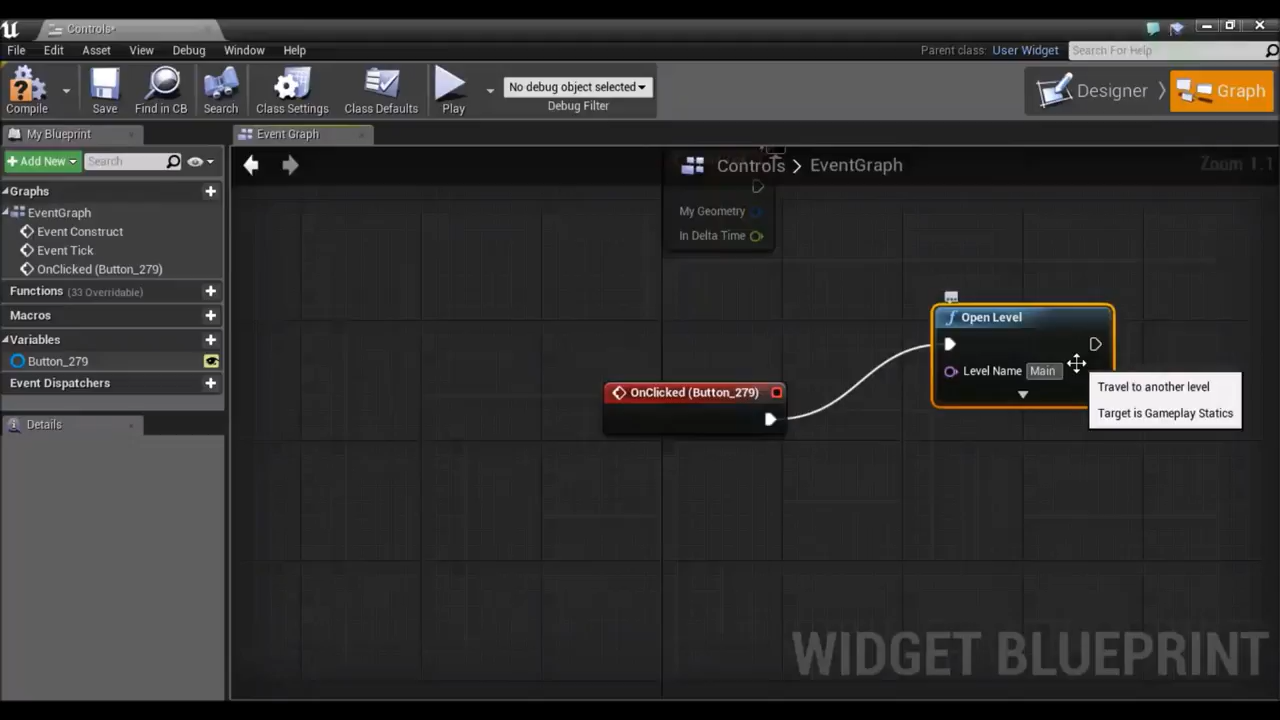 Controls*
File Edit Asset View Debug Window Help
Parent class: User Widget Search For Help
Compile Save Find in CB Search Class Settings Class Defaults Play
No debug object selected
Debug Filter
Designer Graph
My Blueprint
Event Graph
Add New Search
Controls > EventGraph
Zoom 1:1
Graphs
EventGraph
Event Construct
Event Tick
OnClicked (Button_279)
Functions (33 Overridable)
Macros
Variables
Button_279
Event Dispatchers
Details
My Geometry
In Delta Time
OnClicked (Button_279)
f Open Level
Level Name Main
Travel to another level
Target is Gameplay Statics
WIDGET BLUEPRINT